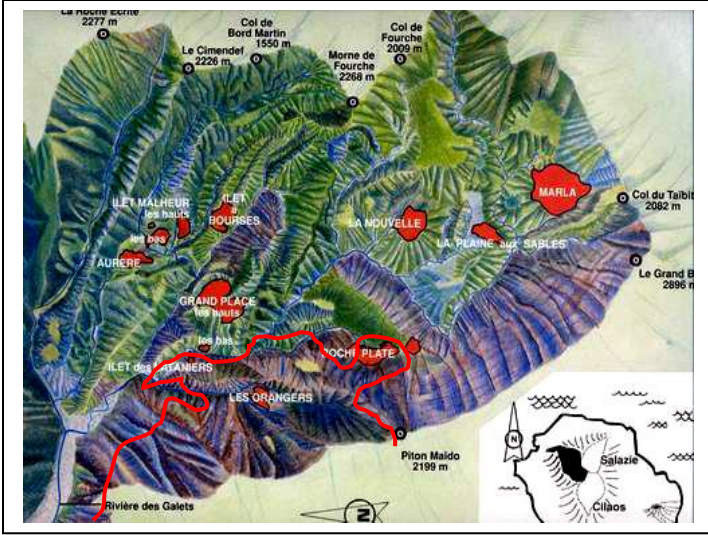 La Roche Ecrite
2277 m
Col de
Bord Martin
1550 m
Le Cimendef
2226 m
Morne de
Fourche
2268 m
Col de
Fourche
2009 m
ILET MALHEUR
les hauts
les bas
ILET
à
BOURSES
AURERE
LA NOUVELLE
MARLA
LA PLAINE aux SABLES
Col du Taïbit
2082 m
Le Grand B
2896 m
GRAND PLACE
les hauts
les bas
ROCHE PLATE
ILET des LATANIERS
LES ORANGERS
Piton Maïdo
2199 m
Rivière des Galets
N
N
Salazie
Cilaos